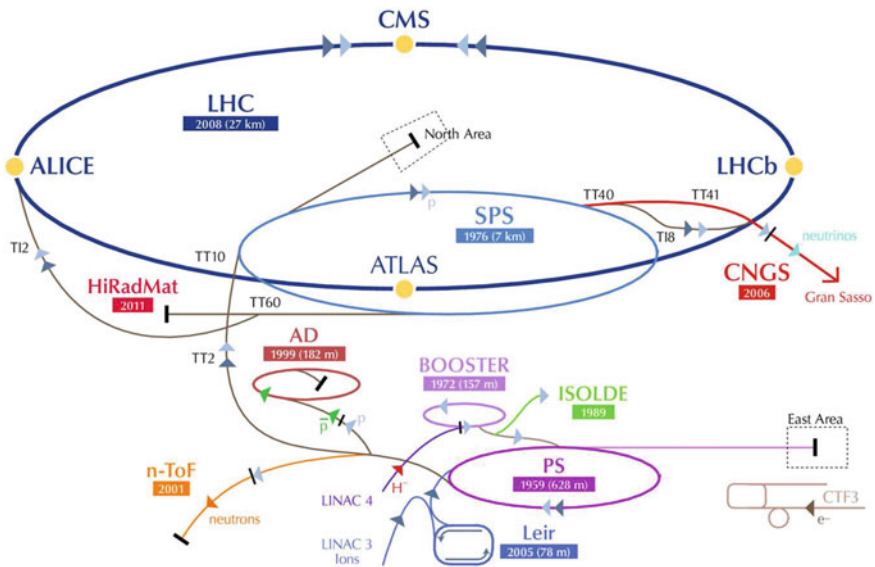 CMS
LHC
2008 (27 km)
North Area
ALICE
LHCb
TT40
TT41
p
SPS
1976 (7 km)
TI8
neutrinos
TI2
TT10
ATLAS
CNGS
2006
Gran Sasso
HiRadMat
2011
TT60
AD
1999 (182 m)
TT2
BOOSTER
1972 (157 m)
ISOLDE
1989
p
p
East Area
n-ToF
2001
PS
1959 (628 m)
LINAC 4
H−
neutrons
CTF3
e−
LINAC 3
Ions
Leir
2005 (78 m)